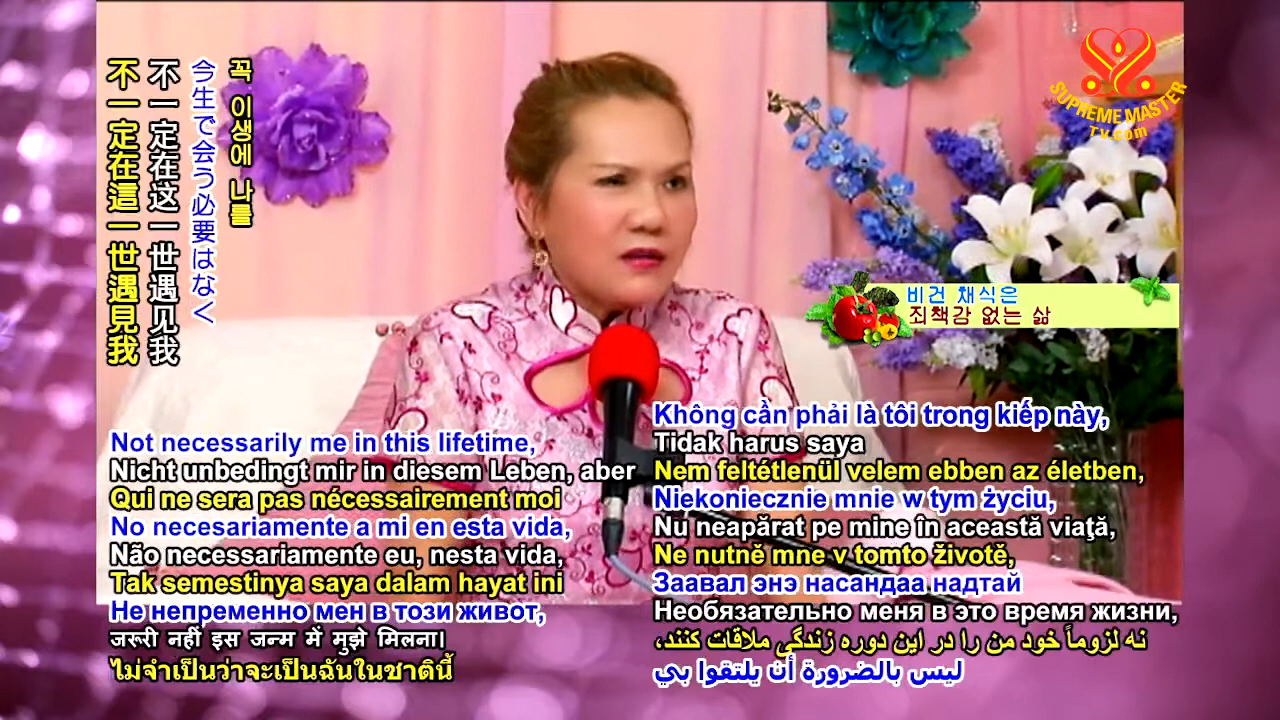 꼭 이생에 나를
今生で会う必要はなく
不一定在这一世遇见我
不一定在這一世遇見我
SUPREME MASTER
TV.com
비건 채식은
죄책감 없는 삶
Not necessarily me in this lifetime,
Nicht unbedingt mir in diesem Leben, aber
Qui ne sera pas nécessairement moi
No necesariamente a mi en esta vida,
Não necessariamente eu, nesta vida,
Tak semestinya saya dalam hayat ini
Не непременно мен в този живот,
जरूरी नहीं इस जन्म में मुझे मिलना।
ไม่จำเป็นว่าจะเป็นฉันในชาตินี้
Không cần phải là tôi trong kiếp này,
Tidak harus saya
Nem feltétlenül velem ebben az életben,
Niekoniecznie mnie w tym życiu,
Nu neapărat pe mine în această viaţă,
Ne nutně mne v tomto životě,
Заавал энэ насандаа надтай
Необязательно меня в это время жизни,
نه لزوماً خود من را در این دوره زندگی ملاقات کنند،
ليس بالضرورة أن يلتقوا بي